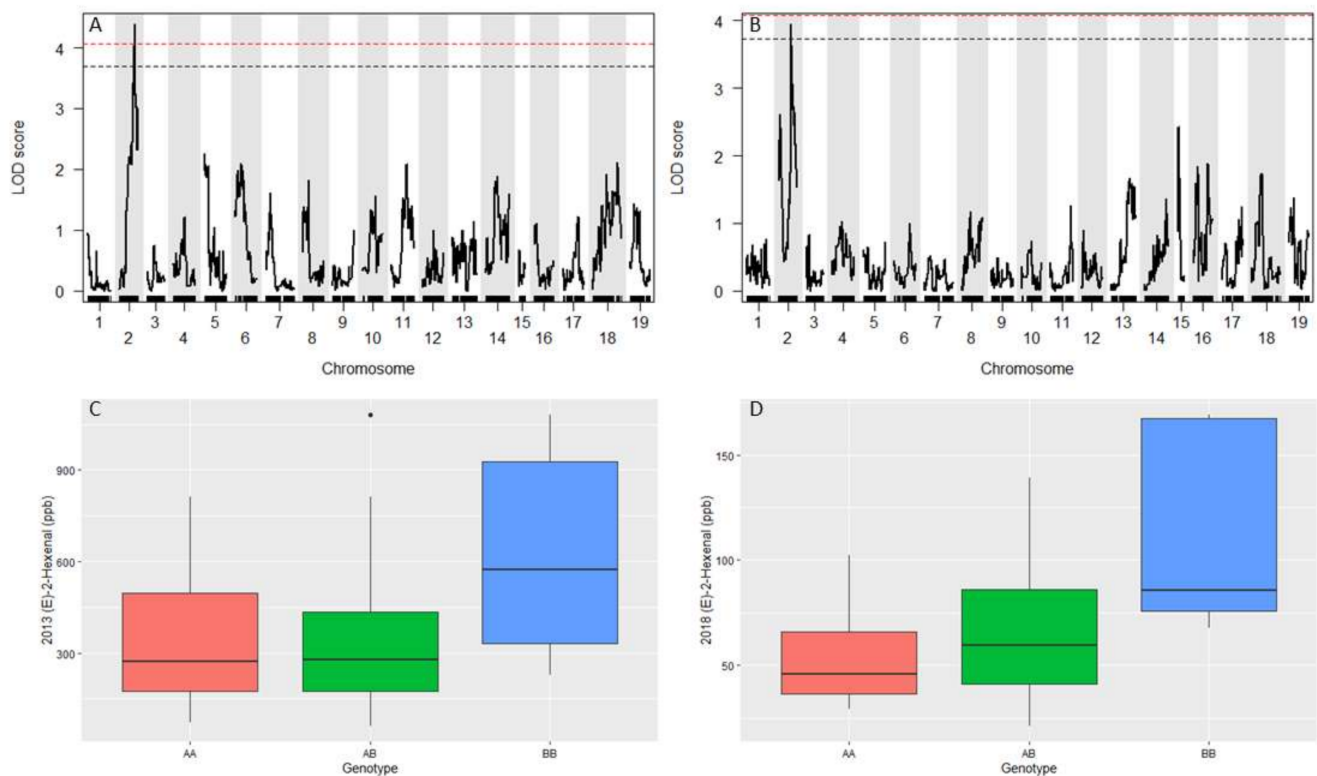 A
LOD score
4
3
2
1
0
1 3 4 5 7 8 9 10 11 13 15 16 17 19
2 6 12 14 18
Chromosome
B
LOD score
4
3
2
1
0
1 3 5 7 9 11 13 15 16 17 19
2 4 6 8 10 12 14 18
Chromosome
C
2013 (E)-2-Hexenal (ppb)
900
600
300
AA AB BB
Genotype
D
2018 (E)-2-Hexenal (ppb)
150
100
50
AA AB BB
Genotype